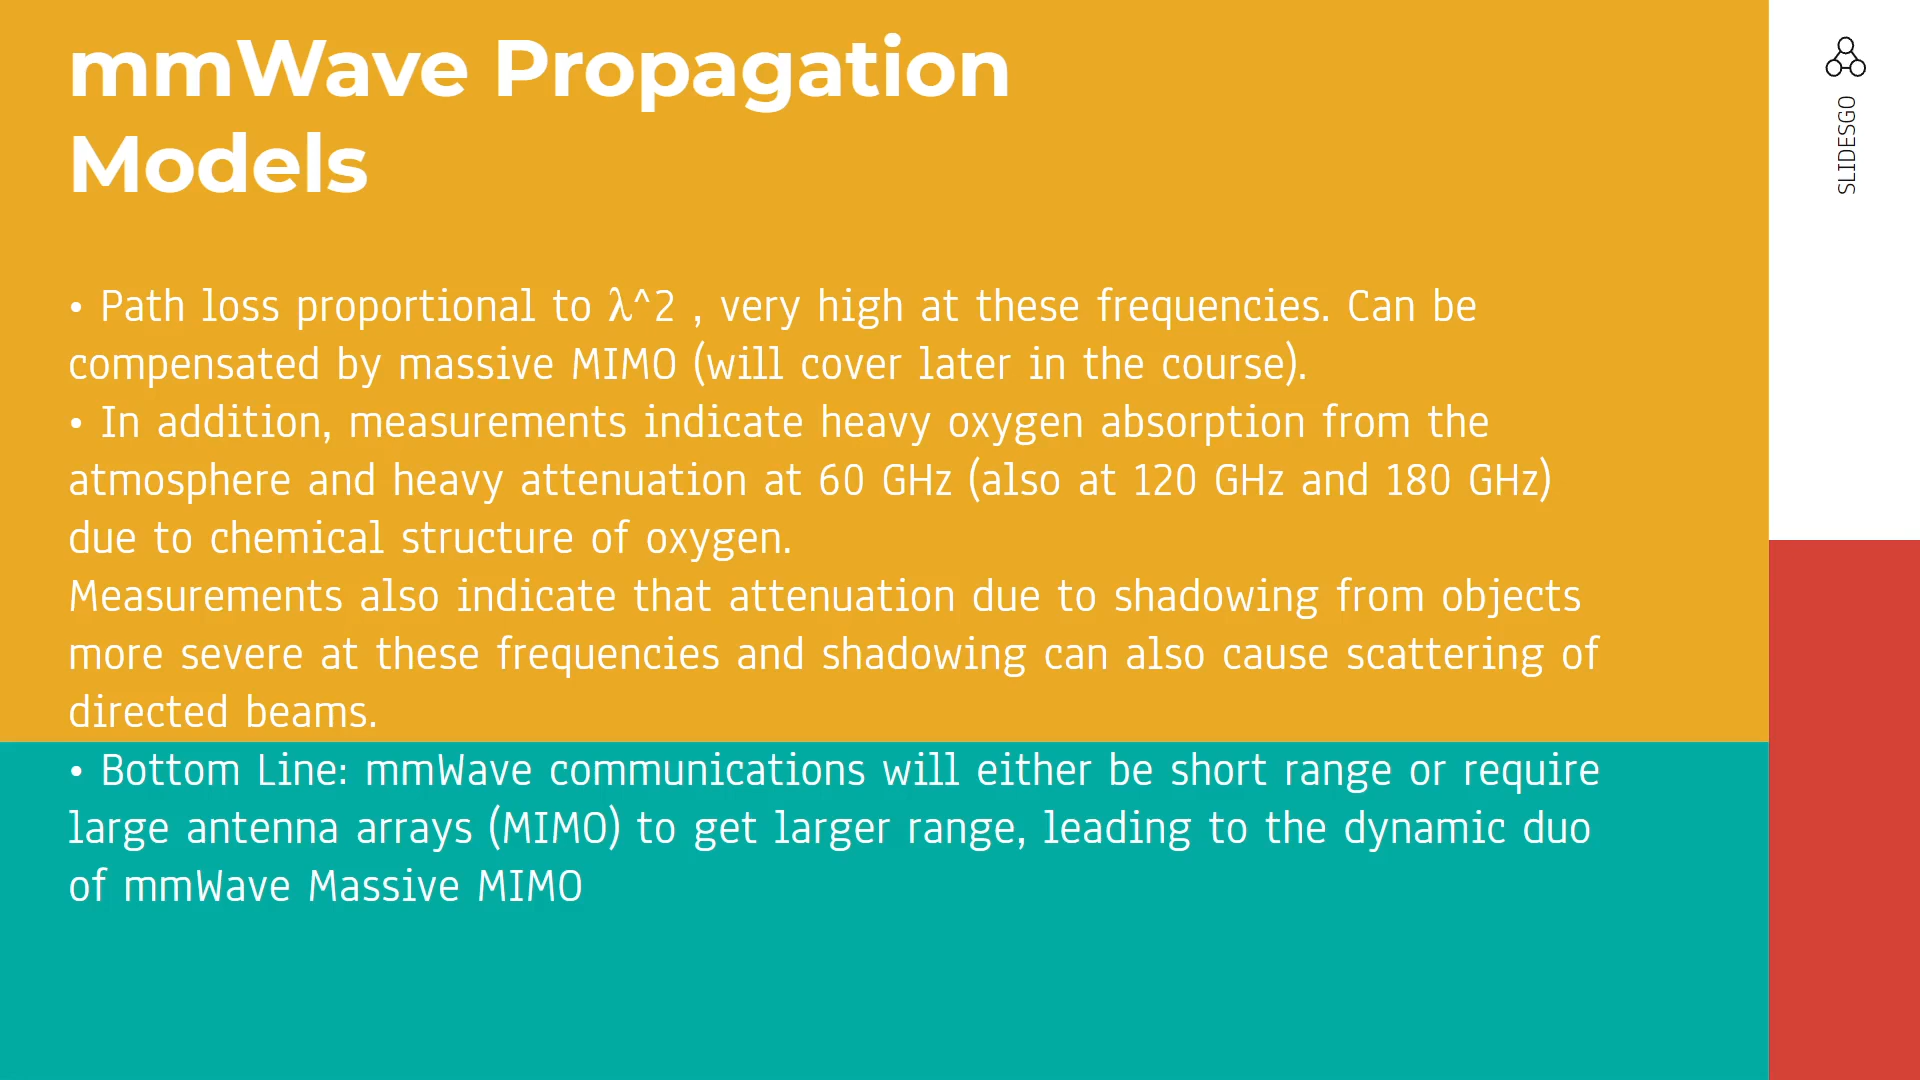 mmWave Propagation
Models
SLIDESGO
• Path loss proportional to λ^2 , very high at these frequencies. Can be
compensated by massive MIMO (will cover later in the course).
• In addition, measurements indicate heavy oxygen absorption from the
atmosphere and heavy attenuation at 60 GHz (also at 120 GHz and 180 GHz)
due to chemical structure of oxygen.
Measurements also indicate that attenuation due to shadowing from objects
more severe at these frequencies and shadowing can also cause scattering of
directed beams.
• Bottom Line: mmWave communications will either be short range or require
large antenna arrays (MIMO) to get larger range, leading to the dynamic duo
of mmWave Massive MIMO